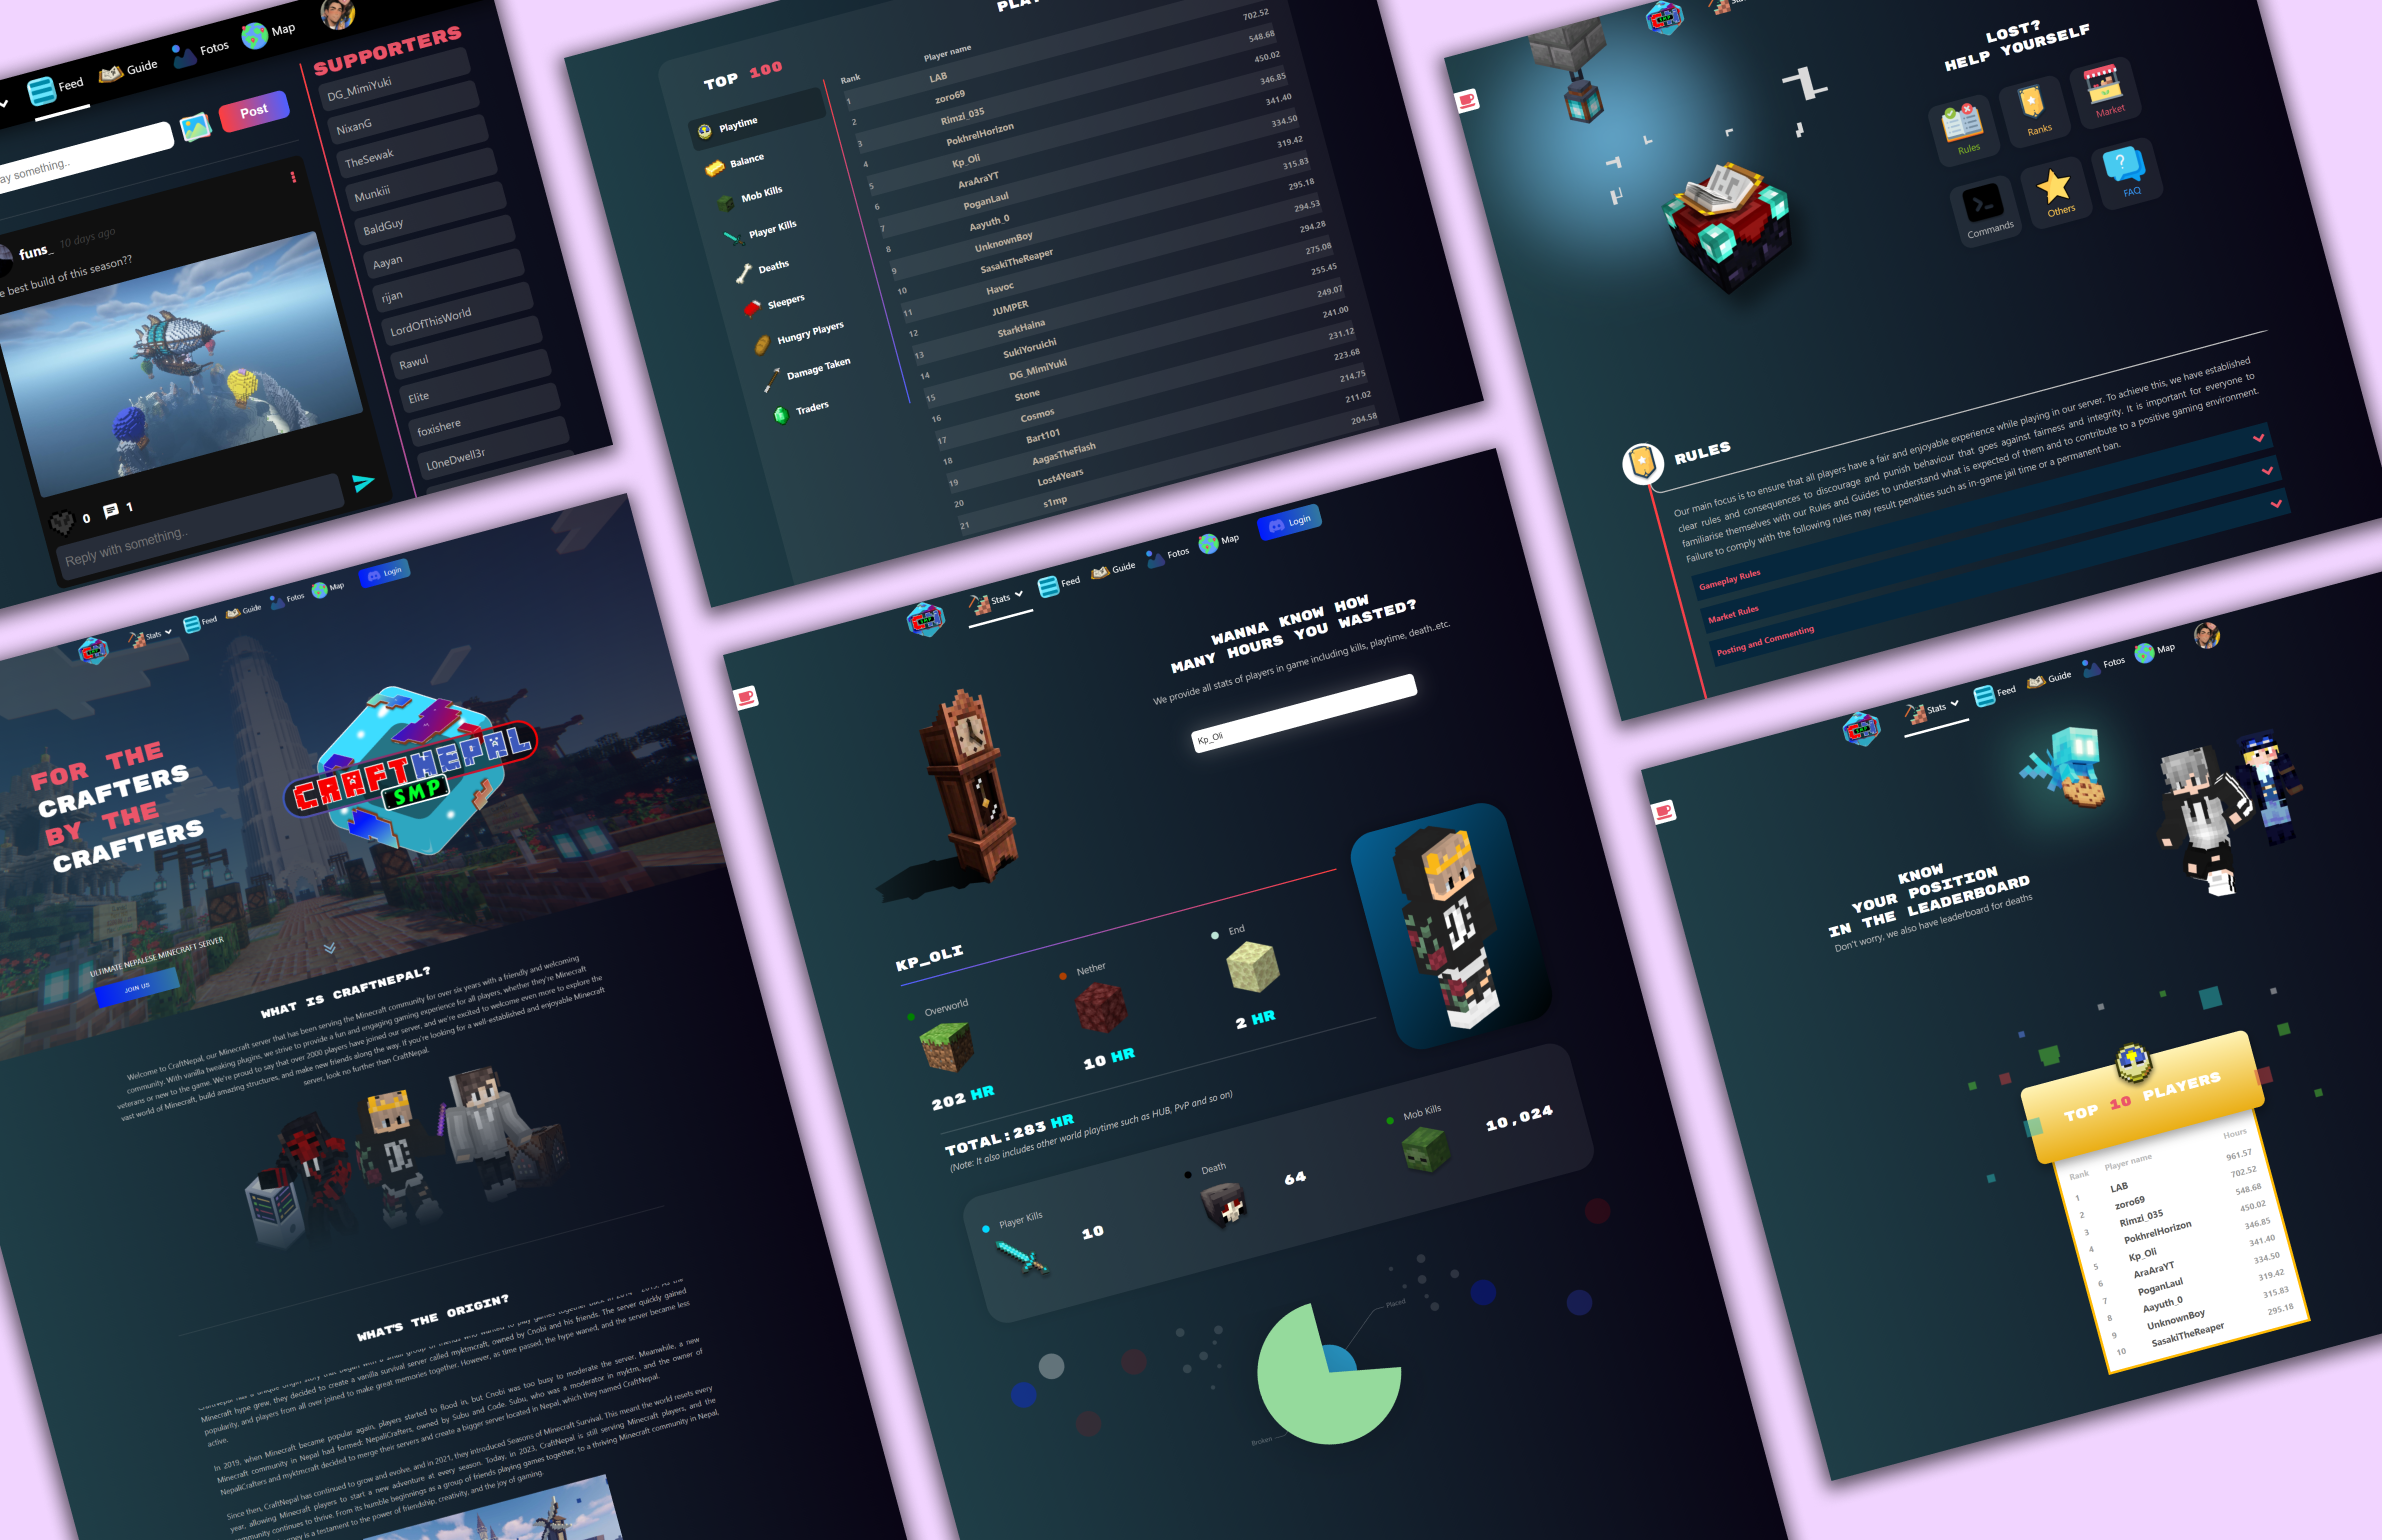 Feed
Guide
Fotos
Map
SUPPORTERS
Post
ay something..
funs_ 10 days ago
e best build of this season??
0
1
Reply with something..
DG_MimiYuki
NixanG
TheSewak
Munkiii
BaldGuy
Aayan
rijan
LordOfThisWorld
Rawul
Elite
foxishere
L0neDwell3r
TOP 100
Playtime
Balance
Mob Kills
Player Kills
Deaths
Sleepers
Hungry Players
Damage Taken
Traders
Rank Player name
1 LAB
2 zoro69 702.52
3 Rimzi_035 548.68
4 PokhrelHorizon 450.02
5 Kp_Oli 346.85
6 AraAraYT 341.40
7 PoganLaul 334.50
8 Aayuth_0 319.42
9 UnknownBoy 315.83
10 SasakiTheReaper 295.18
11 Havoc 294.53
12 JUMPER 294.28
13 StarkHaina 275.08
14 SukiYoruichi 255.45
15 DG_MimiYuki 249.07
16 Stone 241.00
17 Cosmos 231.12
18 Bart101 223.68
19 AagasTheFlash 214.75
20 Lost4Years 211.02
21 s1mp 204.58
LOST?
HELP YOURSELF
Rules
Ranks
Market
Commands
Others
FAQ
RULES
Our main focus is to ensure that all players have a fair and enjoyable experience while playing in our server. To achieve this, we have established
clear rules and consequences to discourage and punish behaviour that goes against fairness and integrity. It is important for everyone to
familiarise themselves with our Rules and Guides to understand what is expected of them and to contribute to a positive gaming environment.
Failure to comply with the following rules may result penalties such as in-game jail time or a permanent ban.
Gameplay Rules
Market Rules
Posting and Commenting
Stats
Feed
Guide
Fotos
Map
Login
FOR THE
CRAFTERS
BY THE
CRAFTERS
CRAFTNEPAL
SMP
ULTIMATE NEPALESE MINECRAFT SERVER
JOIN US
WHAT IS CRAFTNEPAL?
Welcome to CraftNepal, our Minecraft server that has been serving the Minecraft community for over six years with a friendly and welcoming
community. With vanilla tweaking plugins, we strive to provide a fun and engaging gaming experience for all players, whether they're Minecraft
veterans or new to the game. We're proud to say that over 2000 players have joined our server, and we're excited to welcome even more to explore the
vast world of Minecraft, build amazing structures, and make new friends along the way. If you're looking for a well-established and enjoyable Minecraft
server, look no further than CraftNepal.
WHAT'S THE ORIGIN?
Minecraft hype grew, they decided to create a vanilla survival server called myktmcraft, owned by Cnobi and his friends. The server quickly gained
popularity, and players from all over joined to make great memories together. However, as time passed, the hype waned, and the server became less
active.
In 2019, when Minecraft became popular again, players started to flood in, but Cnobi was too busy to moderate the server. Meanwhile, a new
Minecraft community in Nepal had formed: NepaliCrafters, owned by Subu and Code. Subu, who was a moderator in myktm, and the owner of
NepaliCrafters and myktmcraft decided to merge their servers and create a bigger server located in Nepal, which they named CraftNepal.
Since then, CraftNepal has continued to grow and evolve, and in 2021, they introduced Seasons of Minecraft Survival. This meant the world resets every
year, allowing Minecraft players to start a new adventure at every season. Today, in 2023, CraftNepal is still serving Minecraft players, and the
community continues to thrive. From its humble beginnings as a group of friends playing games together, to a thriving Minecraft community in Nepal,
ney is a testament to the power of friendship, creativity, and the joy of gaming.
Stats
Feed
Guide
Fotos
Map
Login
WANNA KNOW HOW
MANY HOURS YOU WASTED?
We provide all stats of players in game including kills, playtime, death..etc.
Kp_Oli
KP_OLI
Overworld
202 HR
Nether
10 HR
End
2 HR
TOTAL:283 HR
(Note: It also includes other world playtime such as HUB, PvP and so on)
Player Kills
10
Death
64
Mob Kills
10,024
Placed
Broken
Stats
Feed
Guide
Fotos
Map
KNOW
YOUR POSITION
IN THE LEADERBOARD
Don't worry, we also have leaderboard for deaths
TOP 10 PLAYERS
Rank Player name Hours
1 LAB 961.57
2 zoro69 702.52
3 Rimzi_035 548.68
4 PokhrelHorizon 450.02
5 Kp_Oli 346.85
6 AraAraYT 341.40
7 PoganLaul 334.50
8 Aayuth_0 319.42
9 UnknownBoy 315.83
10 SasakiTheReaper 295.18